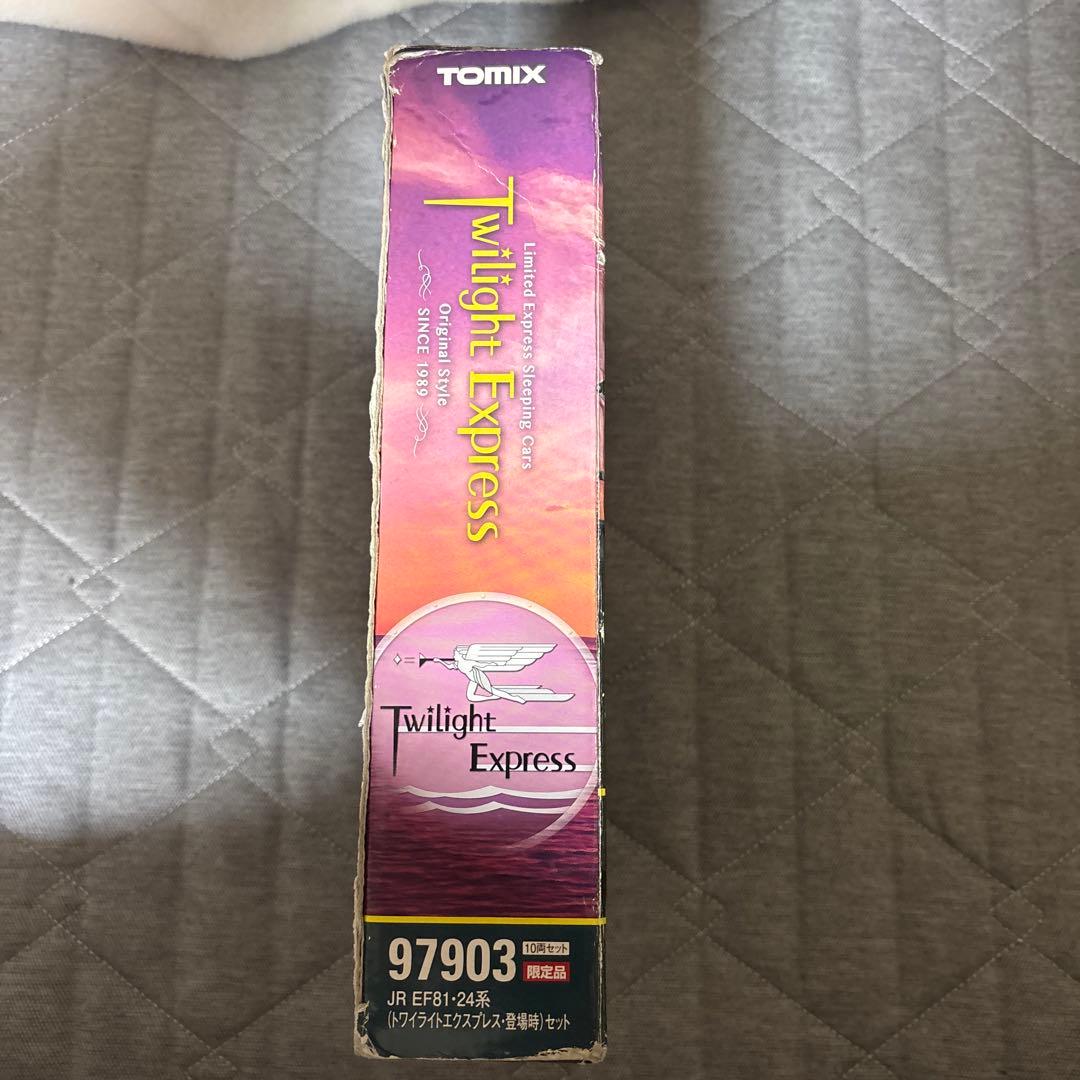 TOMIX
Limited Express Sleeping Cars
Twilight Express
Original Style
SINCE 1989
Twilight
Express
97903
10両セット
限定品
JR EF81・24系
(トワイライトエクスプレス・登場時)セット